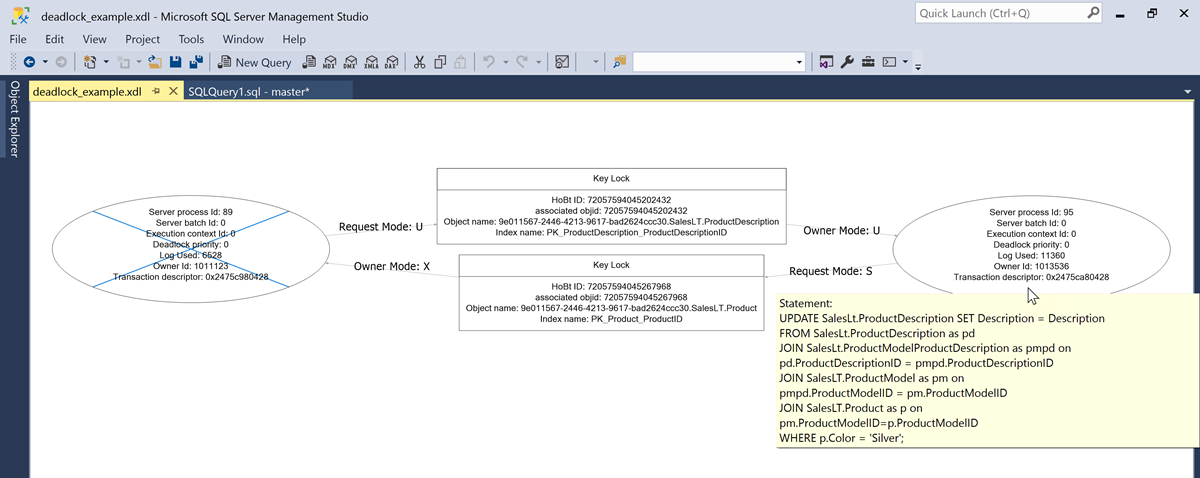 deadlock_example.xdl - Microsoft SQL Server Management Studio
Quick Launch (Ctrl+Q)
File Edit View Project Tools Window Help
New Query MDX DMX XMLA DAX
deadlock_example.xdl
SQLQuery1.sql - master*
Object Explorer
Server process Id: 89
Server batch Id: 0
Execution context Id: 0
Deadlock priority: 0
Log Used: 6528
Owner Id: 1011123
Transaction descriptor: 0x2475c980428
Request Mode: U
Owner Mode: X
Key Lock
HoBt ID: 72057594045202432
associated objid: 72057594045202432
Object name: 9e011567-2446-4213-9617-bad2624ccc30.SalesLT.ProductDescription
Index name: PK_ProductDescription_ProductDescriptionID
Key Lock
HoBt ID: 72057594045267968
associated objid: 72057594045267968
Object name: 9e011567-2446-4213-9617-bad2624ccc30.SalesLT.Product
Index name: PK_Product_ProductID
Owner Mode: U
Request Mode: S
Server process Id: 95
Server batch Id: 0
Execution context Id: 0
Deadlock priority: 0
Log Used: 11360
Owner Id: 1013536
Transaction descriptor: 0x2475ca80428
Statement:
UPDATE SalesLt.ProductDescription SET Description = Description
FROM SalesLt.ProductDescription as pd
JOIN SalesLt.ProductModelProductDescription as pmpd on
pd.ProductDescriptionID = pmpd.ProductDescriptionID
JOIN SalesLT.ProductModel as pm on
pmpd.ProductModelID = pm.ProductModelID
JOIN SalesLT.Product as p on
pm.ProductModelID=p.ProductModelID
WHERE p.Color = 'Silver';